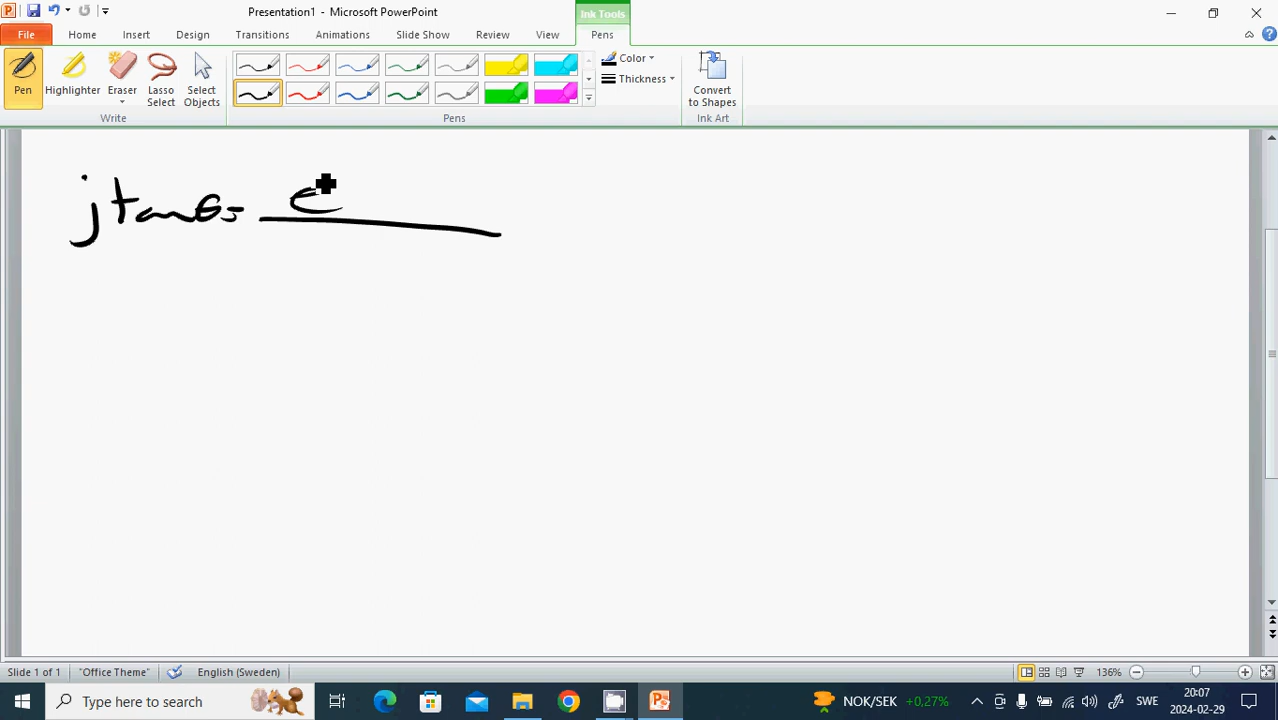 Presentation1 - Microsoft PowerPoint
Ink Tools
File Home Insert Design Transitions Animations Slide Show Review View Pens
Pen
Highlighter
Eraser
Lasso Select
Select Objects
Color
Thickness
Convert to Shapes
Write Pens Ink Art
j tan θ = e
Slide 1 of 1 "Office Theme" English (Sweden) 136%
Type here to search NOK/SEK +0,27% SWE 20:07
2024-02-29